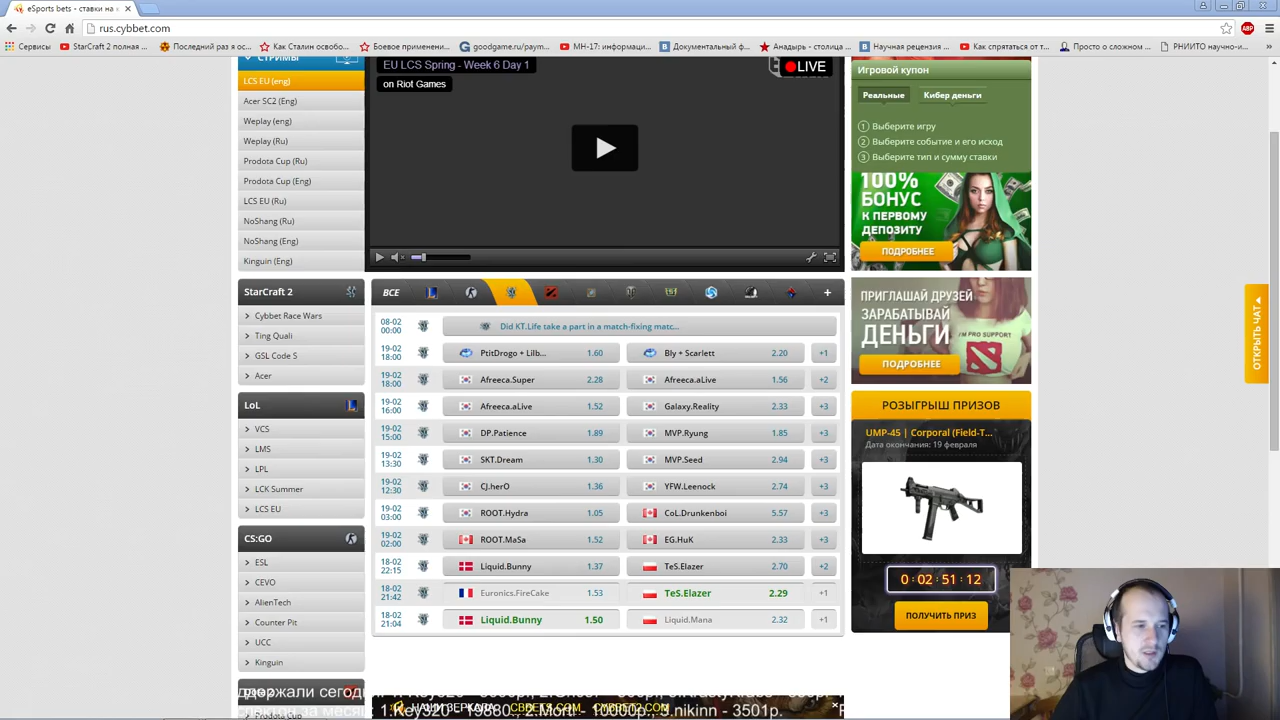 eSports bets - ставки на к
rus.cybbet.com
ABP
Сервисы
StarCraft 2 полная ...
Последний раз я ос...
Как Сталин освобо...
Боевое применени...
goodgame.ru/paym...
МН-17: информаци...
Документальный ф...
Анадырь - столица ...
Научная рецензия ...
Как спрятаться от т...
Просто о сложном ...
РНИИТО научно-и...
СТРИМЫ
LCS EU (eng)
Acer SC2 (Eng)
Weplay (eng)
Weplay (Ru)
Prodota Cup (Ru)
Prodota Cup (Eng)
LCS EU (Ru)
NoShang (Ru)
NoShang (Eng)
Kinguin (Eng)
StarCraft 2
Cybbet Race Wars
Ting Quali
GSL Code S
Acer
LoL
VCS
LMS
LPL
LCK Summer
LCS EU
CS:GO
ESL
CEVO
AlienTech
Counter Pit
UCC
Kinguin
Prodota Cup
EU LCS Spring - Week 6 Day 1
on Riot Games
LIVE
ВСЕ
+
08-02 00:00 Did KT.Life take a part in a match-fixing matc...
19-02 18:00 PtitDrogo + Lilb... 1.60 Bly + Scarlett 2.20 +1
19-02 18:00 Afreeca.Super 2.28 Afreeca.aLive 1.56 +2
19-02 16:00 Afreeca.aLive 1.52 Galaxy.Reality 2.33 +3
19-02 15:00 DP.Patience 1.89 MVP.Ryung 1.85 +3
19-02 13:30 SKT.Dream 1.30 MVP.Seed 2.94 +3
19-02 12:30 CJ.herO 1.36 YFW.Leenock 2.74 +3
19-02 03:00 ROOT.Hydra 1.05 CoL.Drunkenboi 5.57 +3
19-02 02:00 ROOT.MaSa 1.52 EG.HuK 2.33 +3
18-02 22:15 Liquid.Bunny 1.37 TeS.Elazer 2.70 +2
18-02 21:42 Euronics.FireCake 1.53 TeS.Elazer 2.29 +1
18-02 21:04 Liquid.Bunny 1.50 Liquid.Mana 2.32 +1
Игровой купон
Реальные Кибер деньги
1 Выберите игру
2 Выберите событие и его исход
3 Выберите тип и сумму ставки
100%
БОНУС
К ПЕРВОМУ
ДЕПОЗИТУ
ПОДРОБНЕЕ
ПРИГЛАШАЙ ДРУЗЕЙ
ЗАРАБАТЫВАЙ
ДЕНЬГИ
I'M PRO SUPPORT
ПОДРОБНЕЕ
РОЗЫГРЫШ ПРИЗОВ
UMP-45 | Corporal (Field-T...
Дата окончания: 19 февраля
0 : 02 : 51 : 12
ПОЛУЧИТЬ ПРИЗ
ОТКРЫТЬ ЧАТ
НАШИ ЗЕРКАЛА: CBBET3.COM
за месяц: 1.Key320 - 19880, 2.Morti - 10000р., 3.nikinn - 3501р.